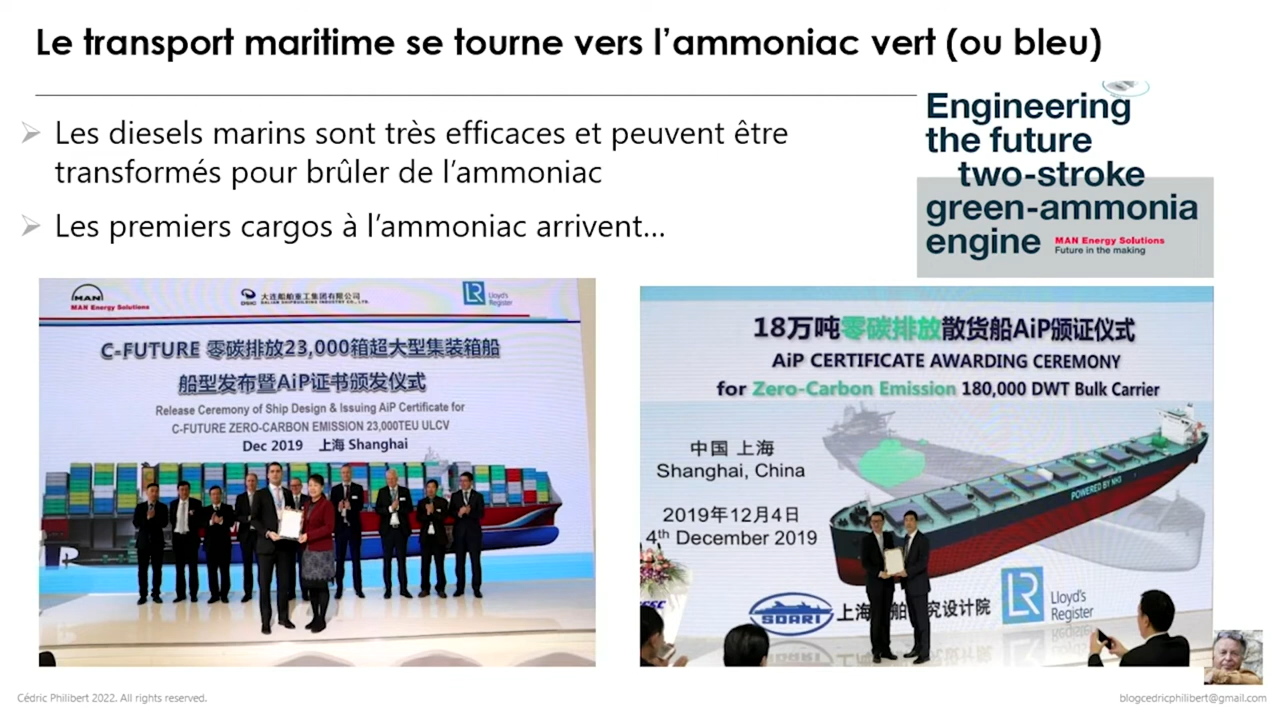 Le transport maritime se tourne vers l'ammoniac vert (ou bleu)
Les diesels marins sont très efficaces et peuvent être
transformés pour brûler de l'ammoniac
Les premiers cargos à l'ammoniac arrivent...
Engineering
the future
two-stroke
green-ammonia
engine
MAN Energy Solutions
Future in the making
MAN
MAN Energy Solutions
DSIC
大连船舶重工集团有限公司
DALIAN SHIPBUILDING INDUSTRY CO., LTD.
LR
Lloyd's
Register
C-FUTURE 零碳排放23,000箱超大型集装箱船
船型发布暨AiP证书颁发仪式
Release Ceremony of Ship Design & Issuing AiP Certificate for
C-FUTURE ZERO-CARBON EMISSION 23,000TEU ULCV
Dec 2019 上海 Shanghai
18万吨零碳排放散货船AiP颁证仪式
AiP CERTIFICATE AWARDING CEREMONY
for Zero-Carbon Emission 180,000 DWT Bulk Carrier
中国 上海
Shanghai, China
POWERED BY NH3
2019年12月4日
4th December 2019
SDARI
上海船
究设计院
LR
Lloyd's
Register
Cédric Philibert 2022. All rights reserved.
blogcedricphilibert@gmail.com